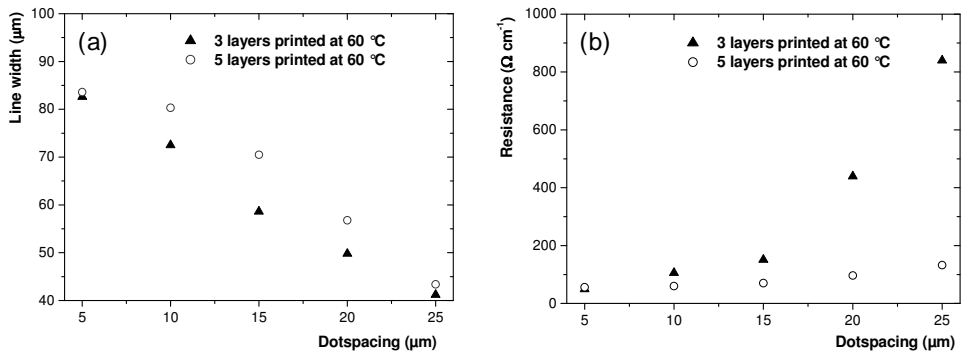 (a)
3 layers printed at 60 °C
5 layers printed at 60 °C
Line width (µm)
100
90
80
70
60
50
40
5
10
15
20
25
Dotspacing (µm)
(b)
3 layers printed at 60 °C
5 layers printed at 60 °C
Resistance (Ω cm-1)
1000
800
600
400
200
0
5
10
15
20
25
Dotspacing (µm)